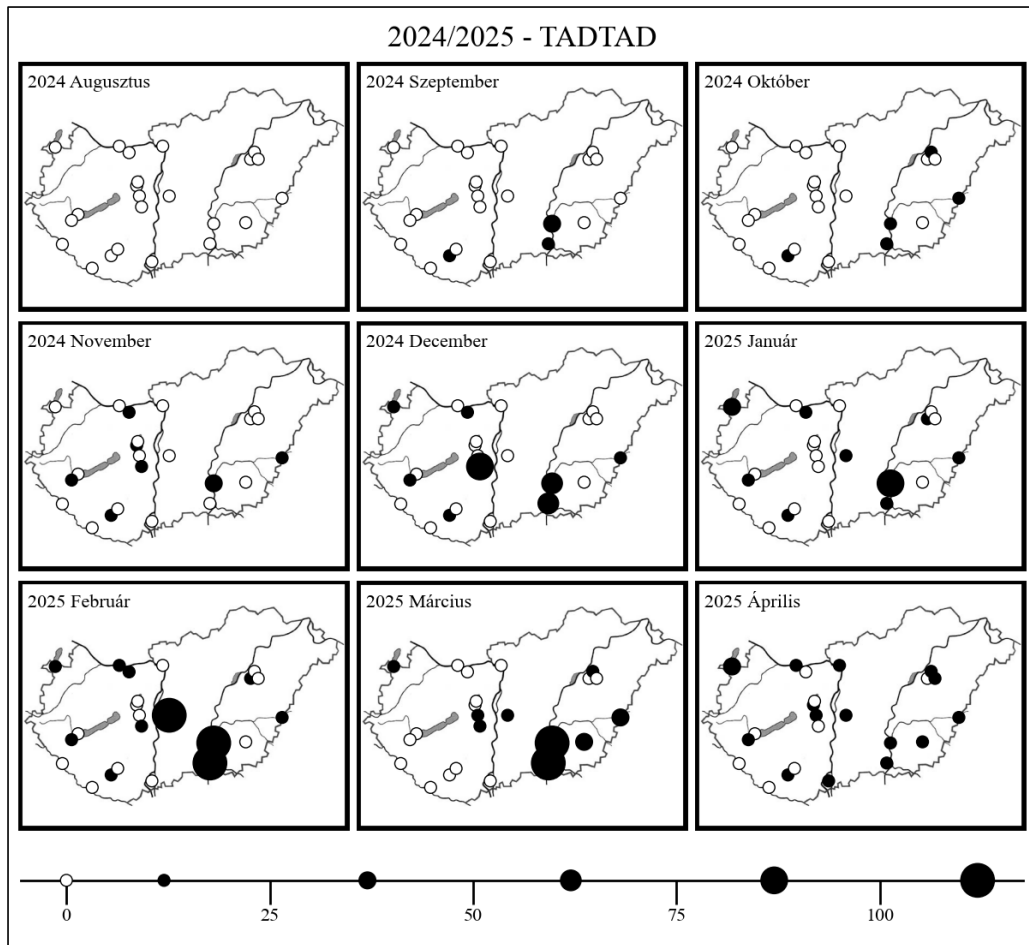 2024/2025 - TADTAD
2024 Augusztus
2024 Szeptember
2024 Október
2024 November
2024 December
2025 Január
2025 Február
2025 Március
2025 Április
0 25 50 75 100